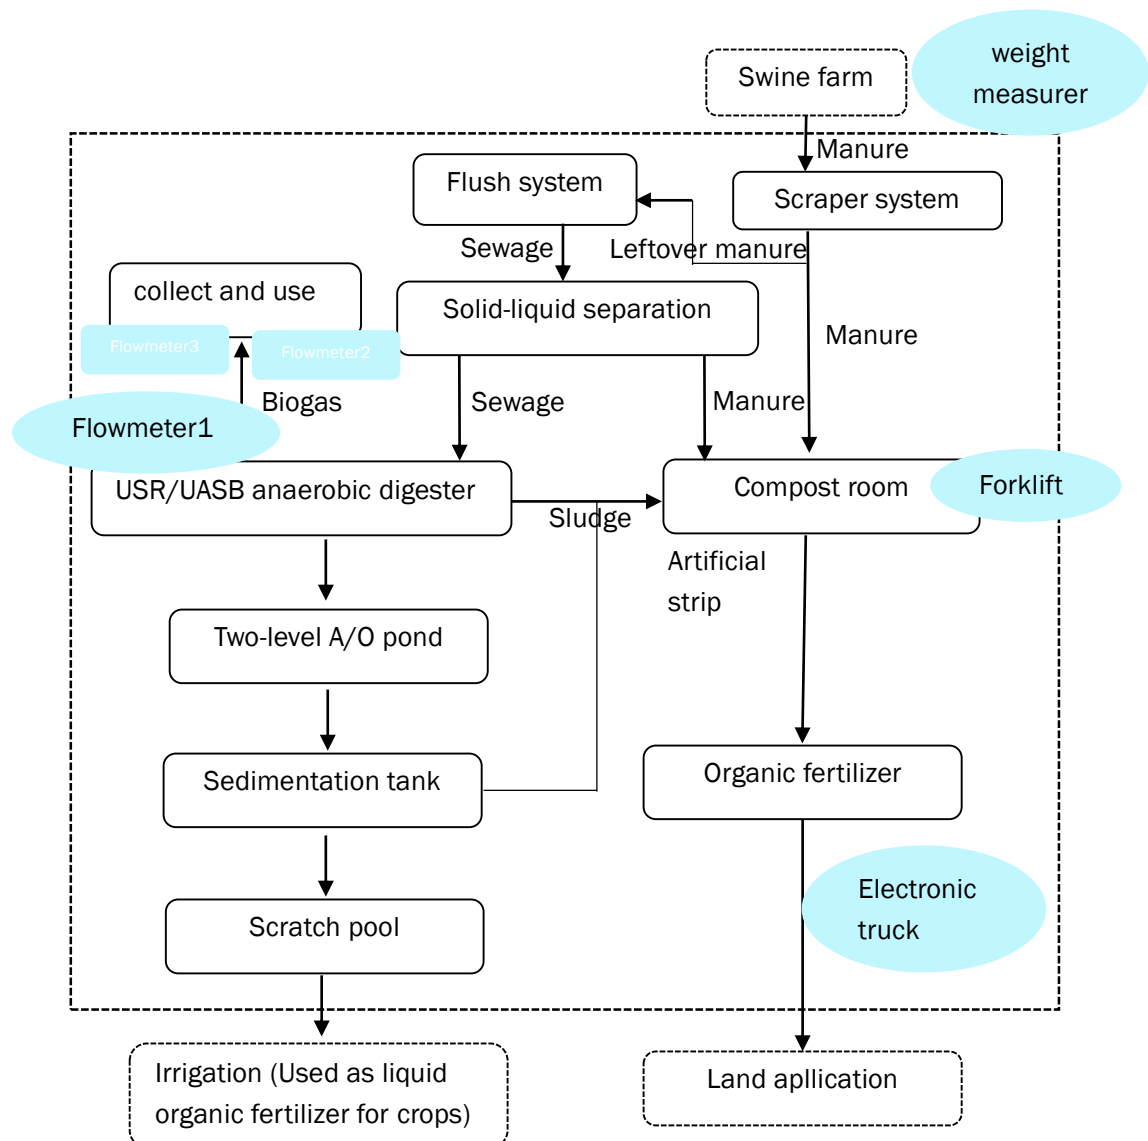 weight
measurer
Swine farm
Manure
Flush system
Scraper system
Sewage
Leftover manure
collect and use
Solid-liquid separation
Manure
Flowmeter3
Flowmeter2
Biogas
Sewage
Manure
Flowmeter1
USR/UASB anaerobic digester
Compost room
Forklift
Sludge
Artificial
strip
Two-level A/O pond
Sedimentation tank
Organic fertilizer
Scratch pool
Electronic
truck
Irrigation (Used as liquid
organic fertilizer for crops)
Land apllication